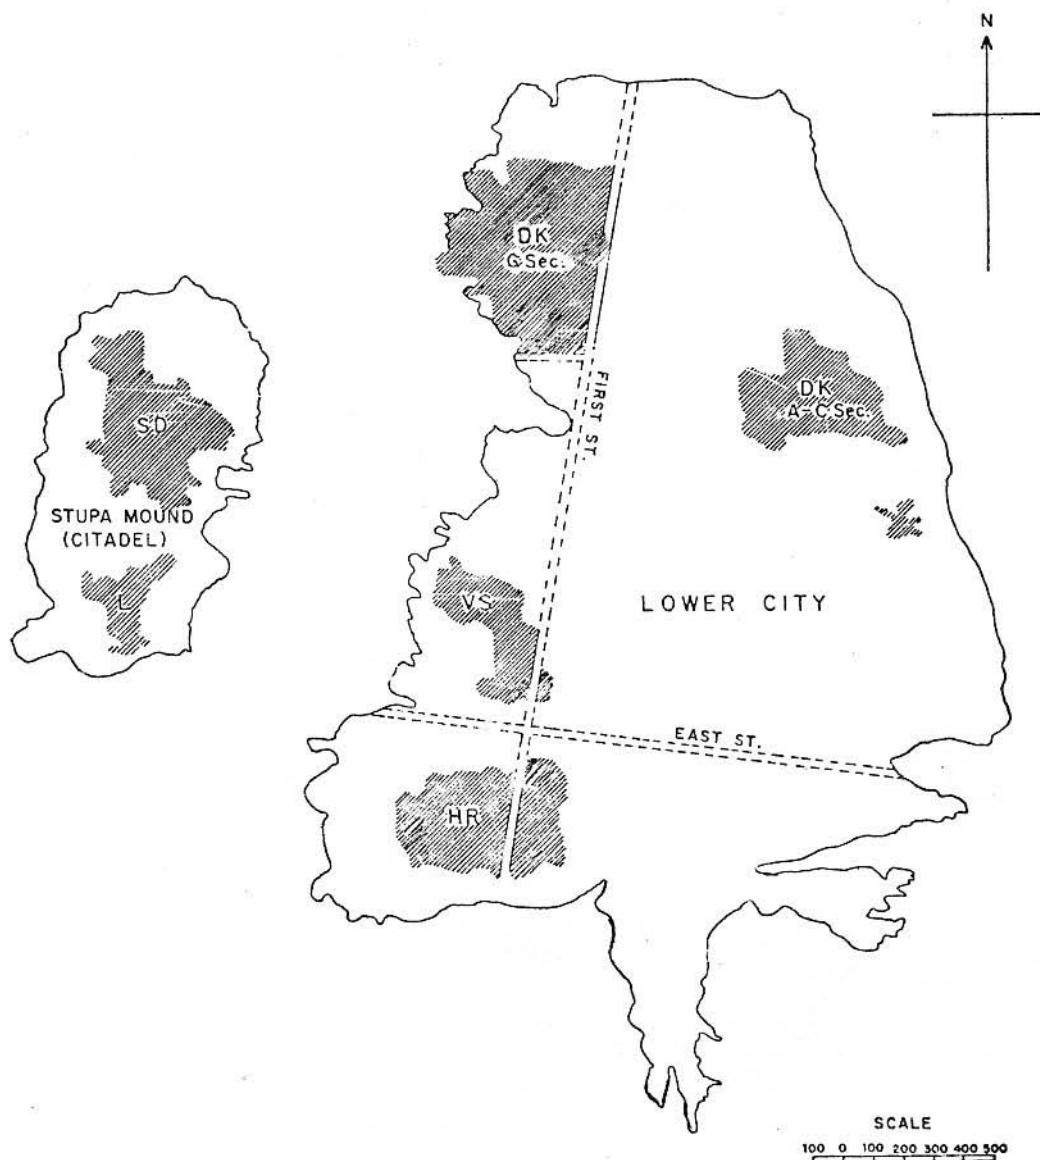 N
DK
G Sec.
FIRST ST.
DK
A-C Sec.
SD
STUPA MOUND
(CITADEL)
L
VS
LOWER CITY
EAST ST.
HR
SCALE
100 0 100 200 300 400 500